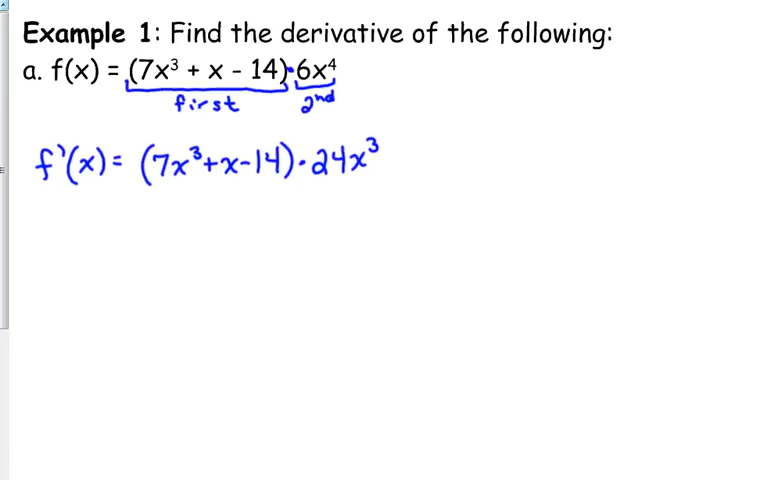 Example 1: Find the derivative of the following:
a. f(x) = (7x³ + x - 14)·6x⁴
first 2nd
f'(x) = (7x³+x-14)·24x³